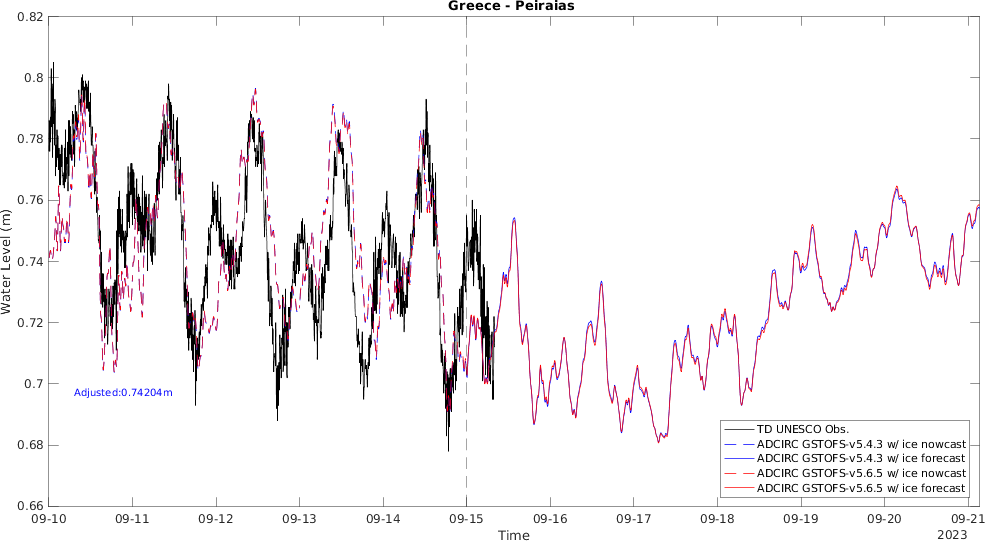 Greece - Peiraias
0.82
0.8
0.78
0.76
0.74
0.72
0.7
0.68
0.66
Water Level (m)
Adjusted:0.74204m
TD UNESCO Obs.
ADCIRC GSTOFS-v5.4.3 w/ ice nowcast
ADCIRC GSTOFS-v5.4.3 w/ ice forecast
ADCIRC GSTOFS-v5.6.5 w/ ice nowcast
ADCIRC GSTOFS-v5.6.5 w/ ice forecast
09-10 09-11 09-12 09-13 09-14 09-15 09-16 09-17 09-18 09-19 09-20 09-21
Time
2023